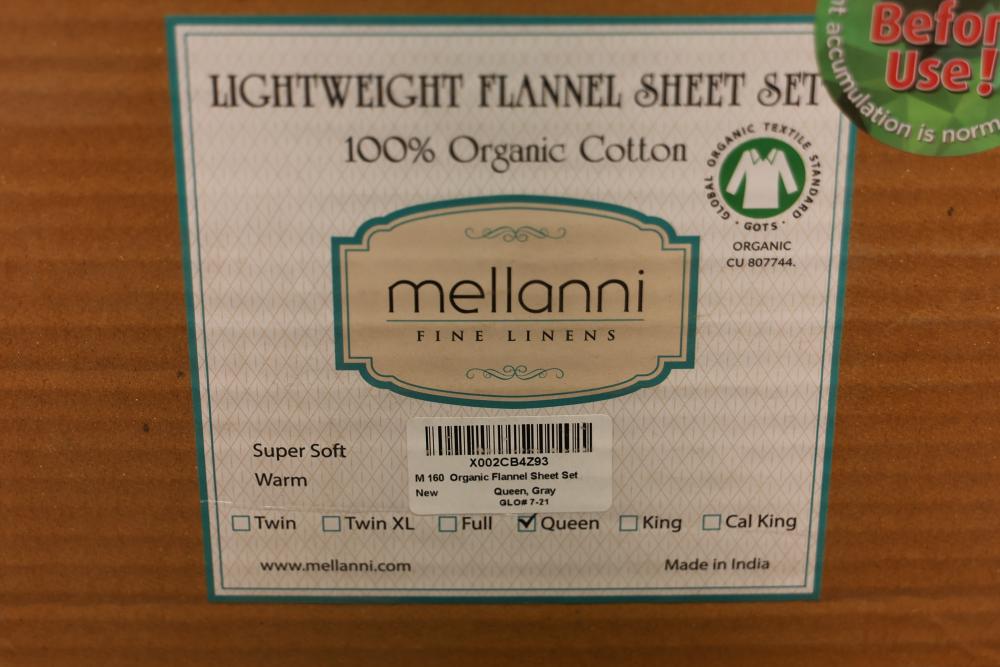 LIGHTWEIGHT FLANNEL SHEET SET
100% Organic Cotton
Use!
accumulation is
GLOBAL ORGANIC TEXTILE STANDARD
· GOTS ·
ORGANIC
CU 807744.
mellanni
FINE LINENS
Super Soft
Warm
X002CB4Z93
M 160 Organic Flannel Sheet Set
New Queen, Gray
GLO# 7-21
Twin Twin XL Full Queen King Cal King
www.mellanni.com Made in India